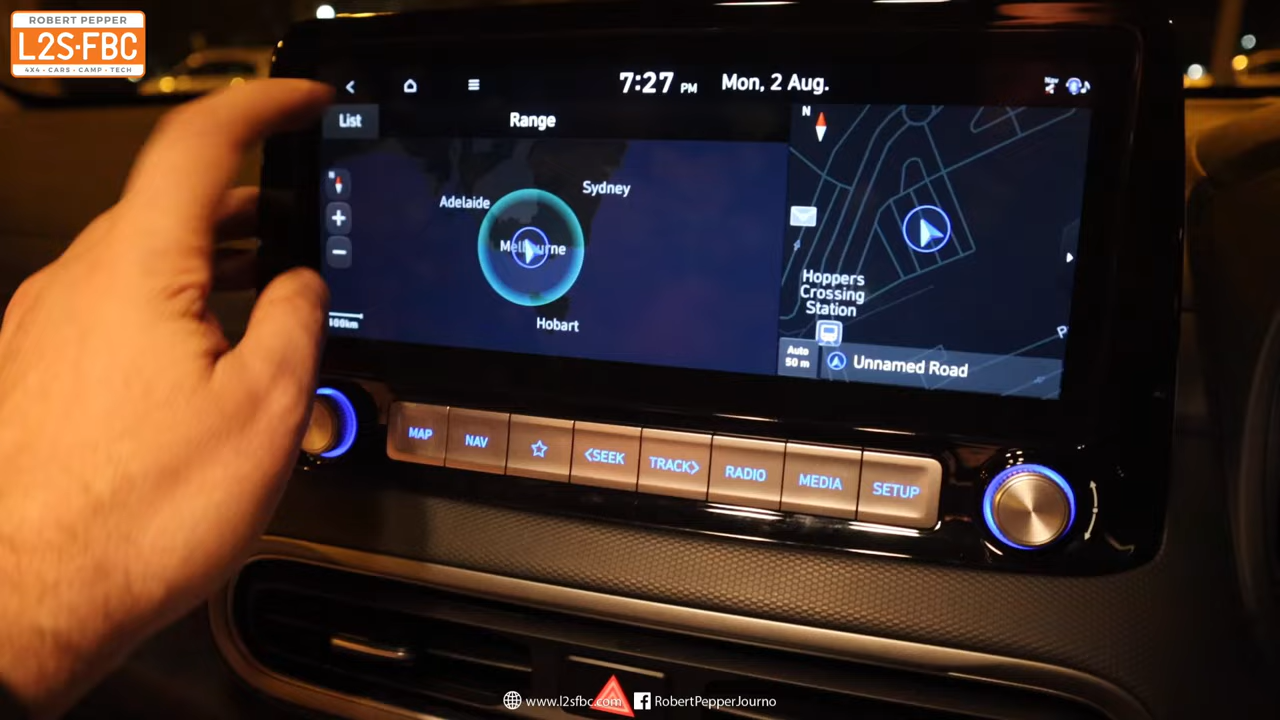 ROBERT PEPPER
L2S·FBC
4X4 • CARS • CAMP • TECH
7:27 PM Mon, 2 Aug.
Nav
List
Range
N
Sydney
Adelaide
Melbourne
Hobart
Hoppers
Crossing
Station
P
Auto
50 m
Unnamed Road
MAP
NAV
<SEEK
TRACK>
RADIO
MEDIA
SETUP
www.l2sfbc.com
RobertPepperJourno